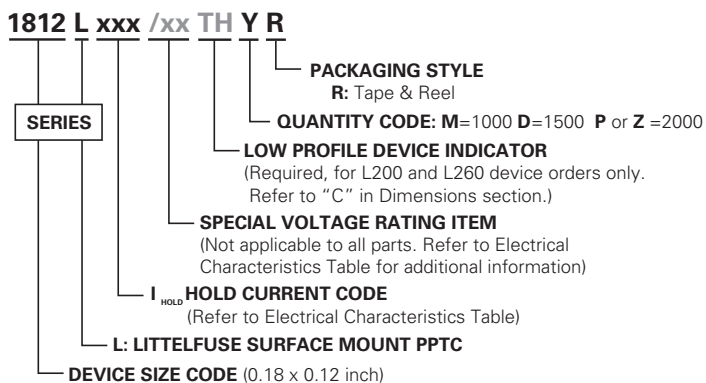 1812 L xxx /xx TH Y R
PACKAGING STYLE
R: Tape & Reel
SERIES
QUANTITY CODE: M=1000 D=1500 P or Z =2000
LOW PROFILE DEVICE INDICATOR
(Required, for L200 and L260 device orders only.
Refer to “C” in Dimensions section.)
SPECIAL VOLTAGE RATING ITEM
(Not applicable to all parts. Refer to Electrical
Characteristics Table for additional information)
I HOLD HOLD CURRENT CODE
(Refer to Electrical Characteristics Table)
L: LITTELFUSE SURFACE MOUNT PPTC
DEVICE SIZE CODE (0.18 x 0.12 inch)